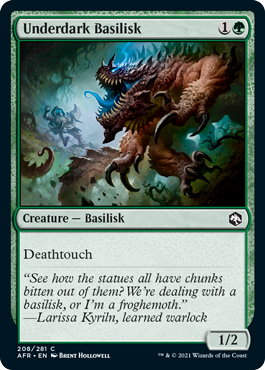 Underdark Basilisk 1
Creature — Basilisk
Deathtouch
“See how the statues all have chunks
bitten out of them? We’re dealing with a
basilisk, or I’m a froghemoth.”
—Larissa Kyriln, learned warlock
1/2
208/281 C
AFR • EN Brent Hollowell
™ & © 2021 Wizards of the Coast